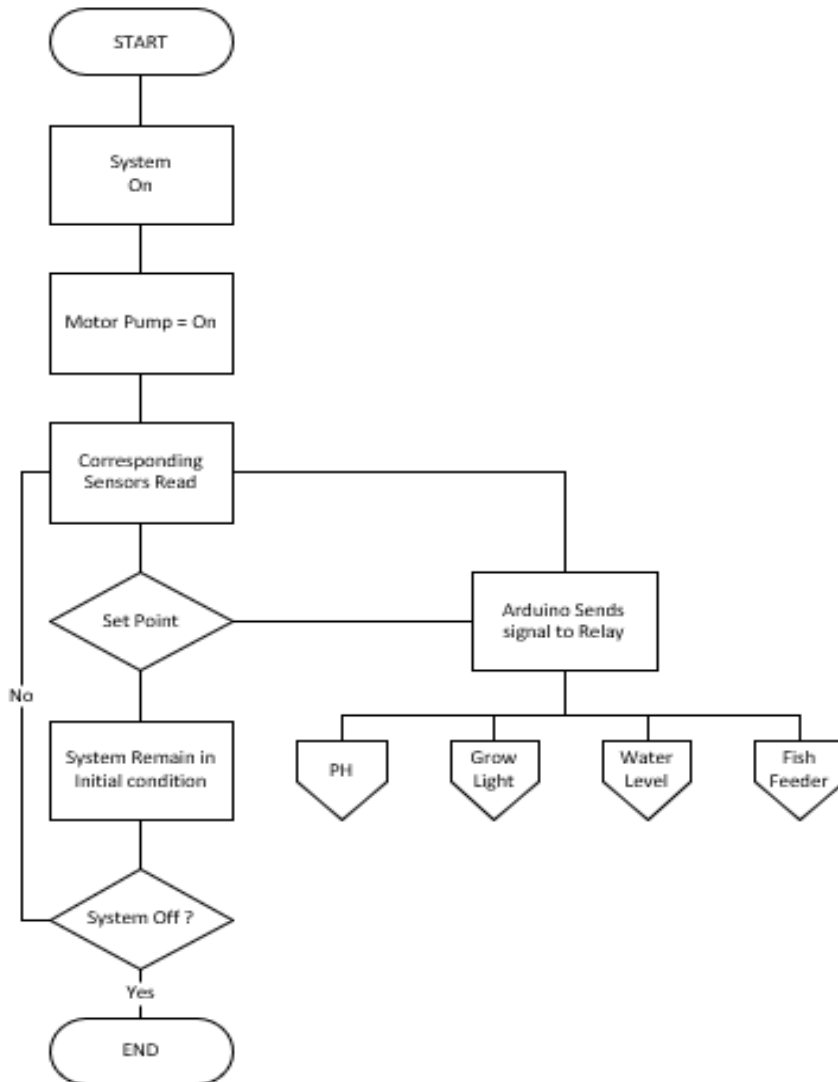 START
System
On
Motor Pump = On
Corresponding
Sensors Read
Set Point
Arduino Sends
signal to Relay
No
System Remain in
Initial condition
PH
Grow
Light
Water
Level
Fish
Feeder
System Off ?
Yes
END